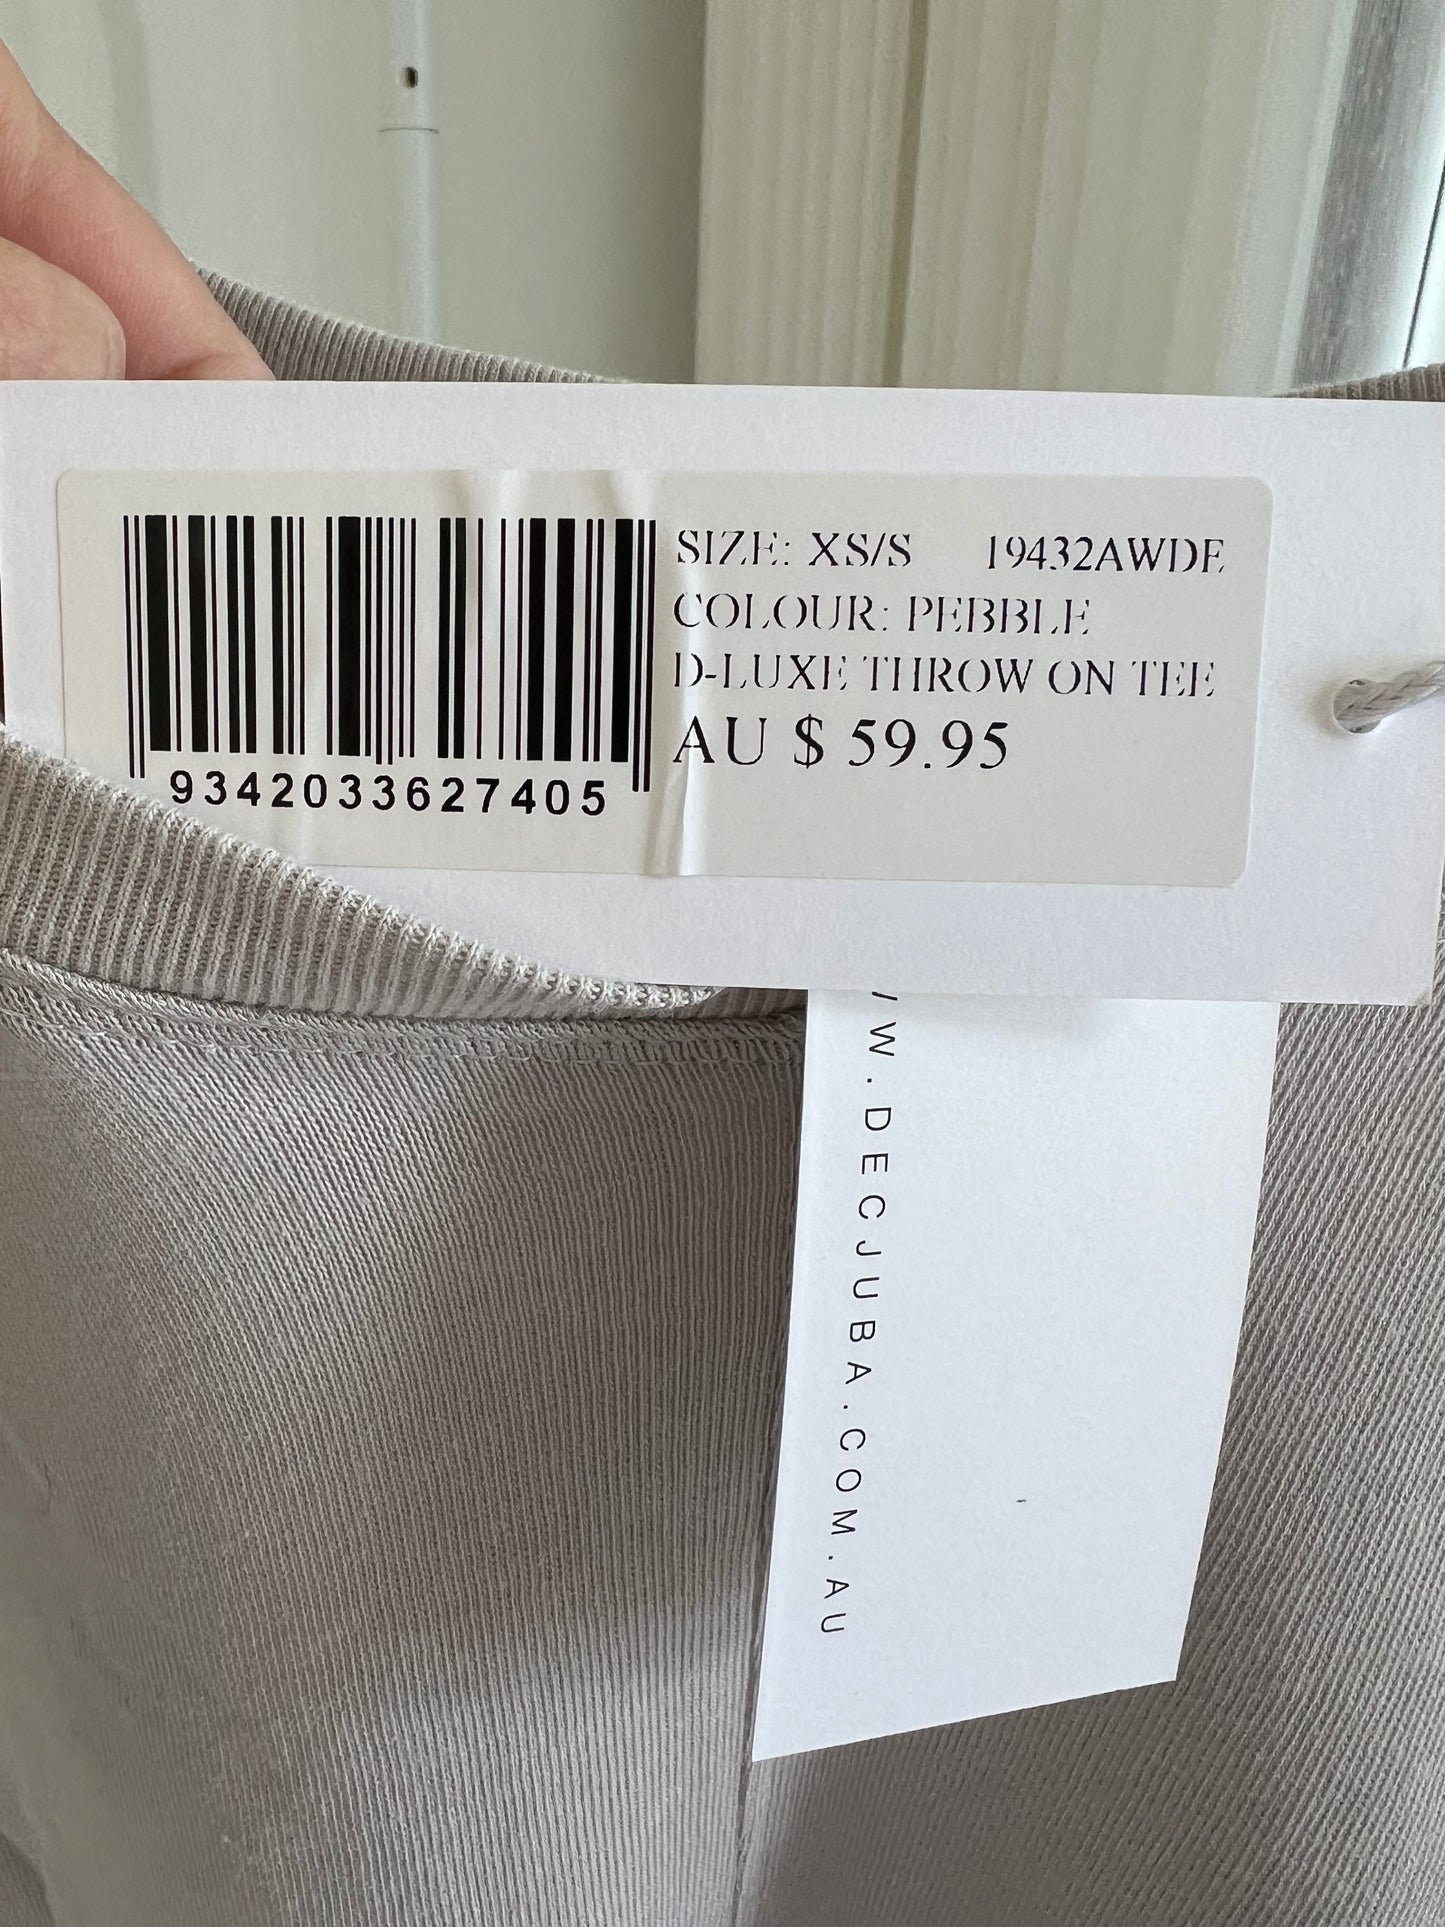 SIZE: XS/S 19432AWDE
COLOUR: PEBBLE
D-LUXE THROW ON TEE
AU $ 59.95
9342033627405
W.DECJUBA.COM.AU